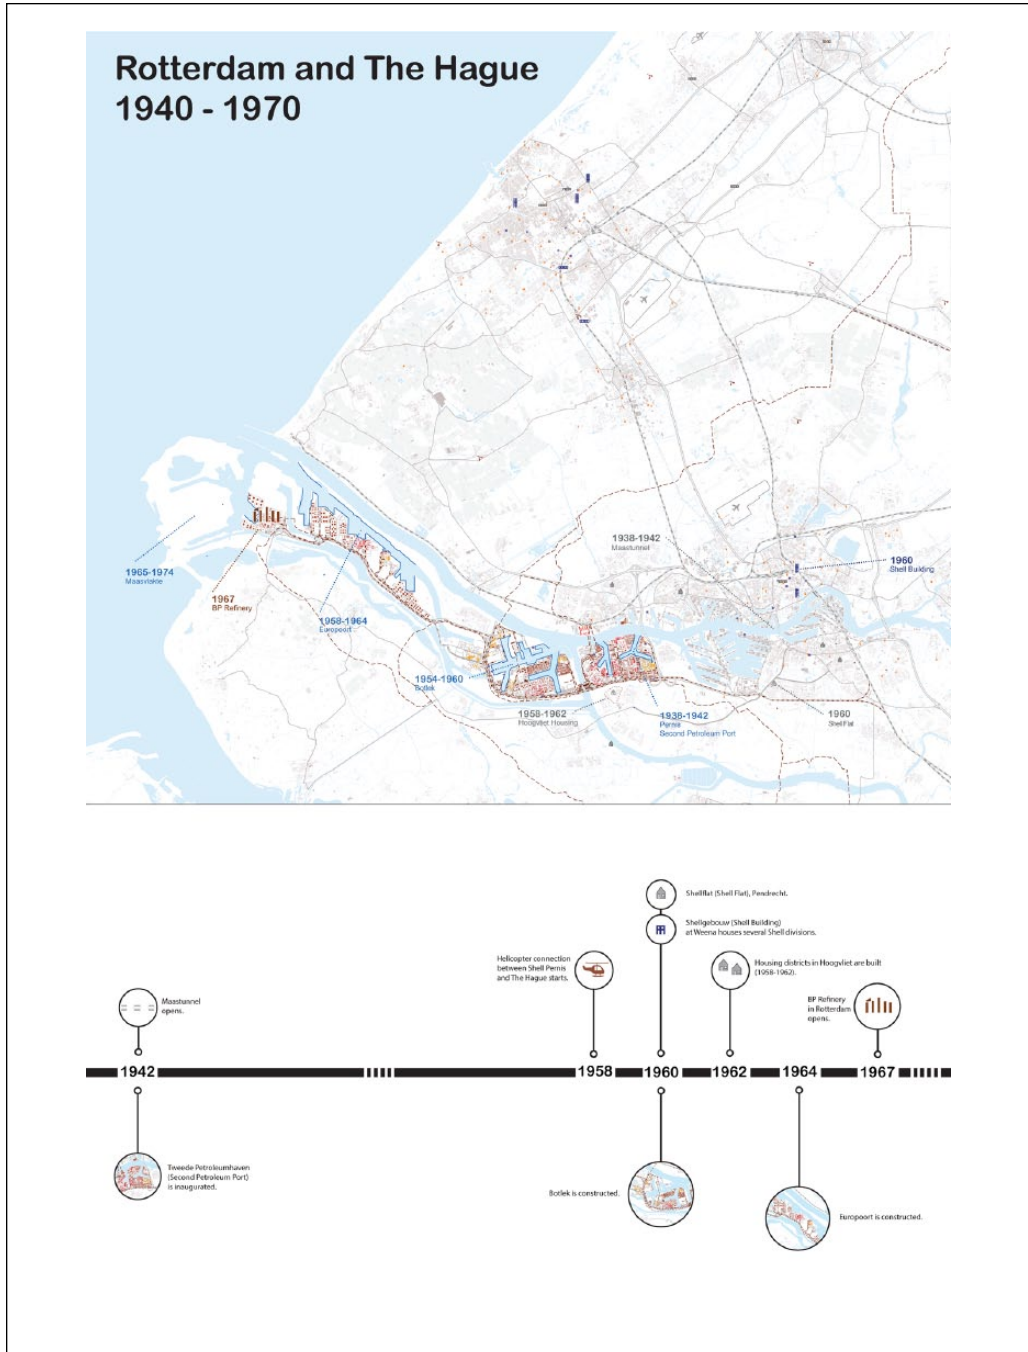 Rotterdam and The Hague
1940 - 1970
1938-1942
Maastunnel
1960
Shell Building
1965-1974
Maasvlakte
1967
BP Refinery
1958-1964
Europoort
1954-1960
Botlek
1958-1962
Hoogvliet Housing
1938-1942
Pernis
Second Petroleum Port
1960
ShellFlat
Shellflat (Shell Flat), Pendrecht.
Shellgebouw (Shell Building)
at Weena houses several Shell divisions.
Helicopter connection
between Shell Pernis
and The Hague starts.
Housing districts in Hoogvliet are built
(1958-1962).
Maastunnel
opens.
BP Refinery
in Rotterdam
opens.
1942
1958
1960
1962
1964
1967
Tweede Petroleumhaven
(Second Petroleum Port)
is inaugurated.
Botlek is constructed.
Europoort is constructed.